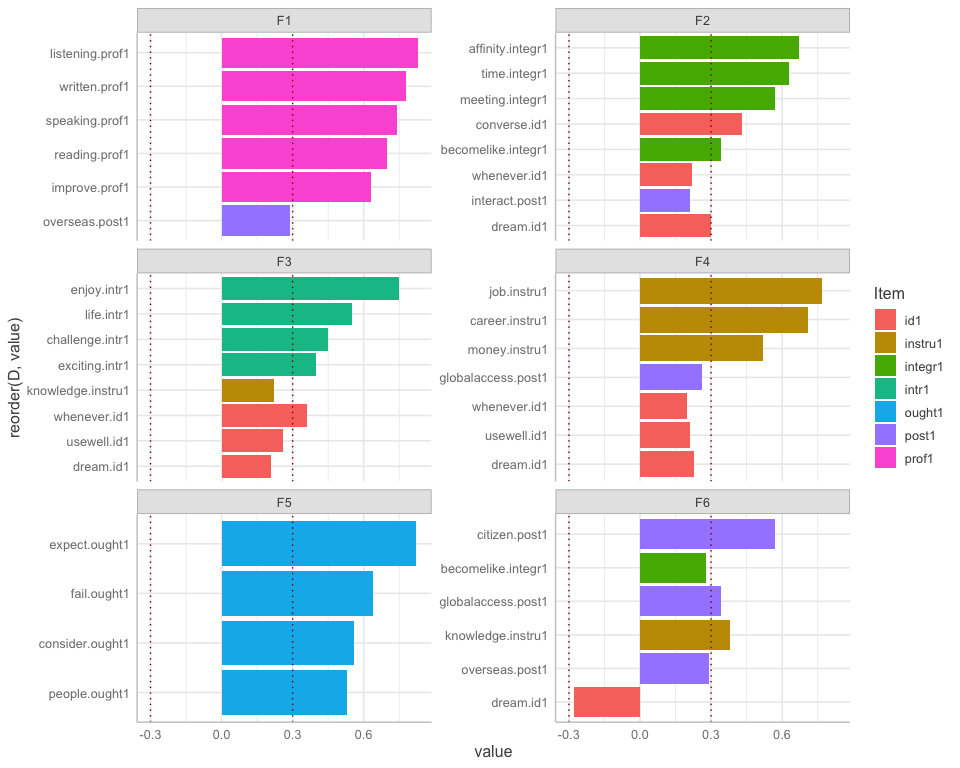 F1
listening.prof1
written.prof1
speaking.prof1
reading.prof1
improve.prof1
overseas.post1
F2
affinity.integr1
time.integr1
meeting.integr1
converse.id1
becomelike.integr1
whenever.id1
interact.post1
dream.id1
F3
enjoy.intr1
life.intr1
challenge.intr1
exciting.intr1
knowledge.instru1
whenever.id1
usewell.id1
dream.id1
F4
job.instru1
career.instru1
money.instru1
globalaccess.post1
whenever.id1
usewell.id1
dream.id1
F5
expect.ought1
fail.ought1
consider.ought1
people.ought1
-0.3 0.0 0.3 0.6
F6
citizen.post1
becomelike.integr1
globalaccess.post1
knowledge.instru1
overseas.post1
dream.id1
-0.3 0.0 0.3 0.6
reorder(D, value)
value
Item
id1
instru1
integr1
intr1
ought1
post1
prof1